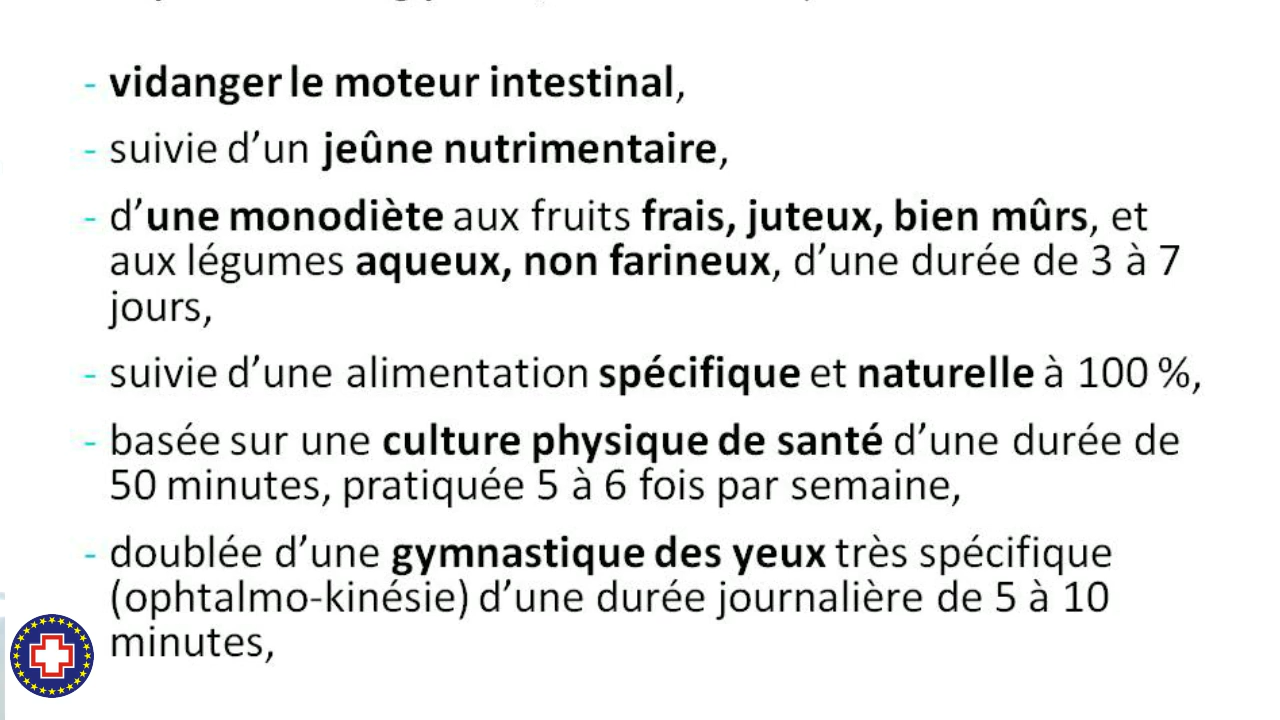 - vidanger le moteur intestinal,
- suivie d’un jeûne nutrimentaire,
- d’une monodiète aux fruits frais, juteux, bien mûrs, et
aux légumes aqueux, non farineux, d’une durée de 3 à 7
jours,
- suivie d’une alimentation spécifique et naturelle à 100 %,
- basée sur une culture physique de santé d’une durée de
50 minutes, pratiquée 5 à 6 fois par semaine,
- doublée d’une gymnastique des yeux très spécifique
(ophtalmo-kinésie) d’une durée journalière de 5 à 10
minutes,